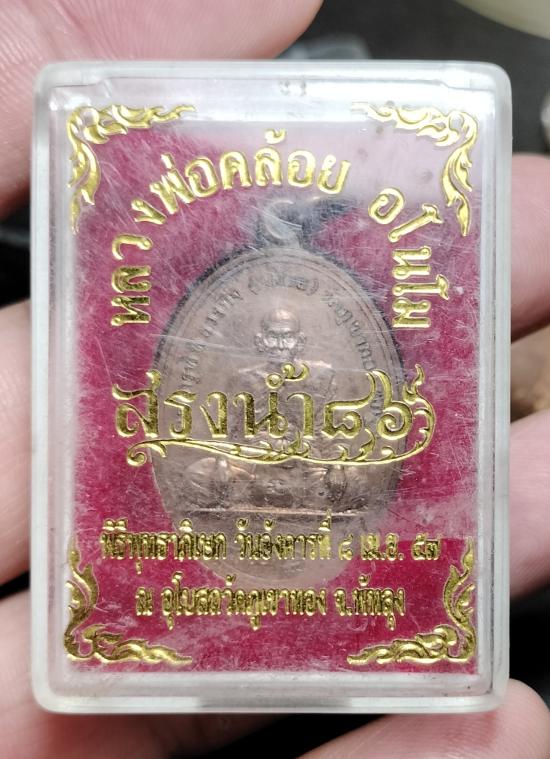 หลวงพ่อคล้อย อโนโม
สรงน้ำ๘๖
พิธีพุทธาภิเษก วันอังคารที่ ๘ เม.ย. ๕๗
ณ อุโบสถวัดภูเขาทอง จ.พัทลุง